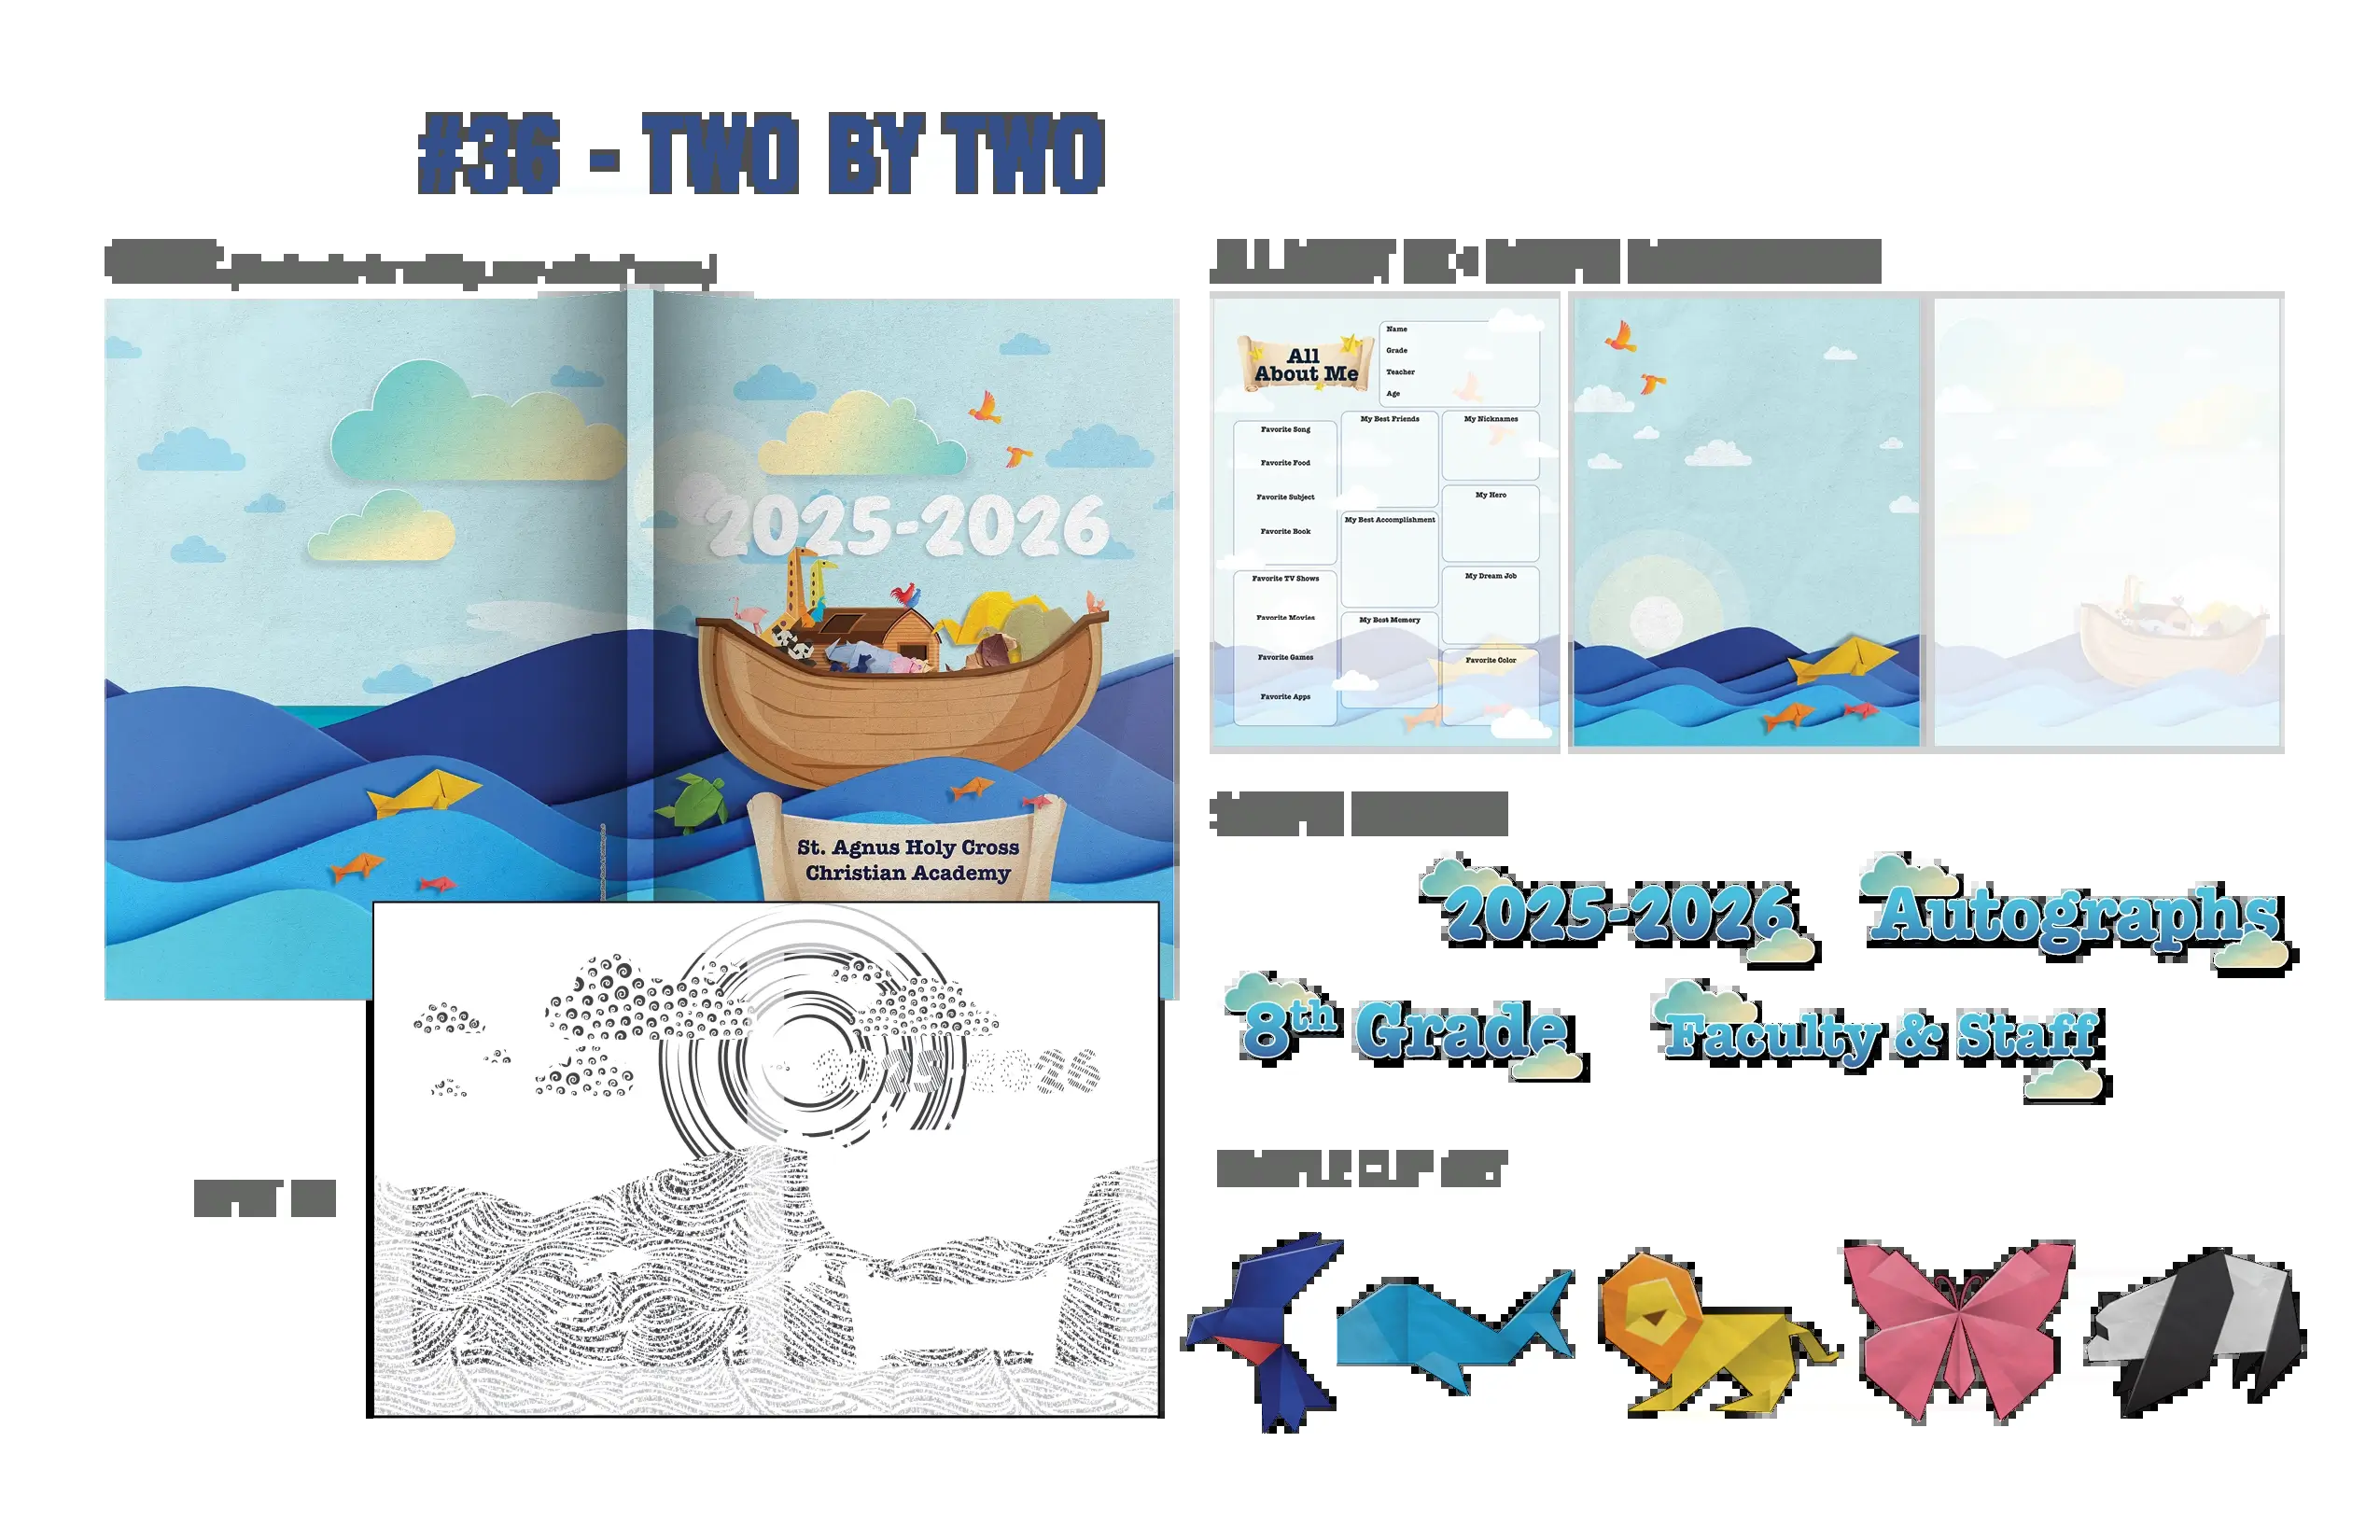 #36 - TWO BY TWO
2025-2026
St. Agnus Holy Cross
Christian Academy
All
About Me
Name
Grade
Teacher
Age
Favorite Song
Favorite Food
Favorite Subject
Favorite Book
Favorite TV Shows
Favorite Movies
Favorite Games
Favorite Apps
My Best Friends
My Best Accomplishment
My Best Memory
My Nicknames
My Hero
My Dream Job
Favorite Color
2025-2026
Autographs
8th Grade
Faculty & Staff